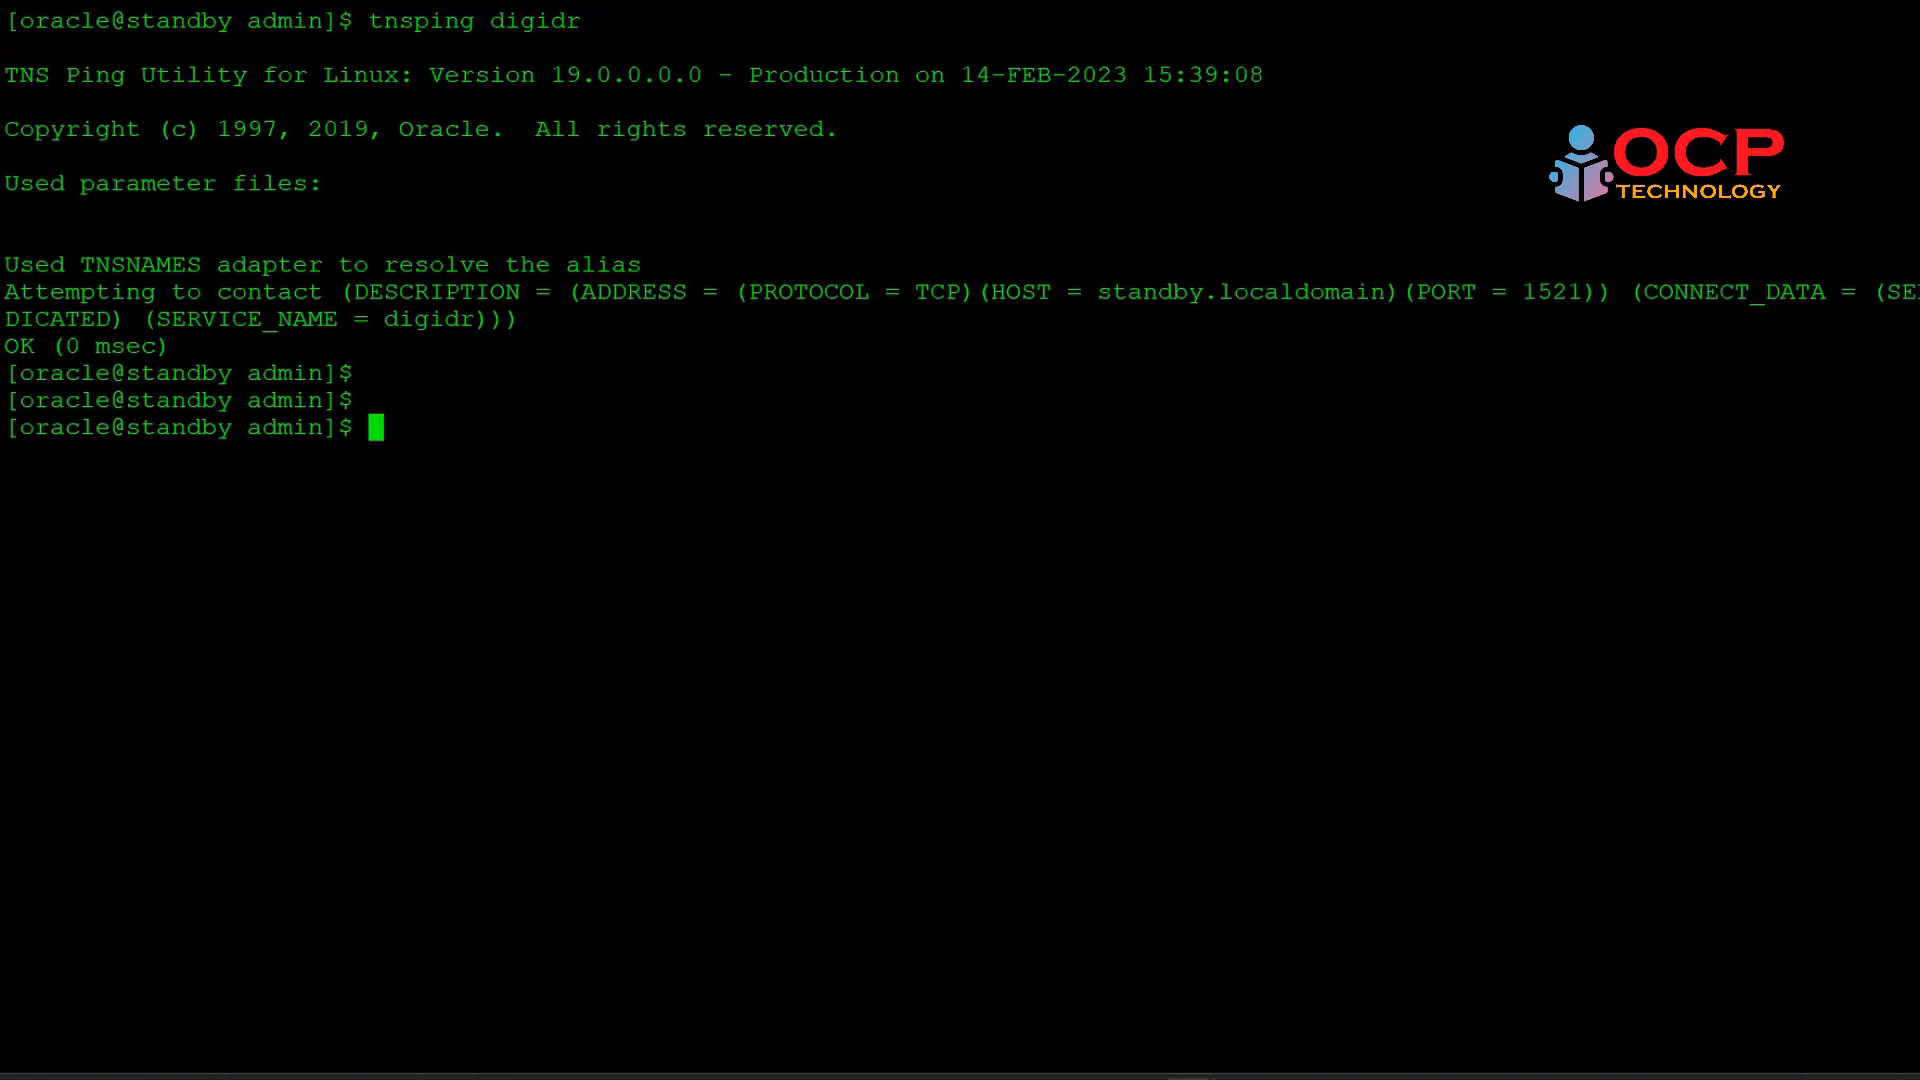 [oracle@standby admin]$ tnsping digidr
TNS Ping Utility for Linux: Version 19.0.0.0.0 - Production on 14-FEB-2023 15:39:08
Copyright (c) 1997, 2019, Oracle.  All rights reserved.
OCP
TECHNOLOGY
Used parameter files:
Used TNSNAMES adapter to resolve the alias
Attempting to contact (DESCRIPTION = (ADDRESS = (PROTOCOL = TCP)(HOST = standby.localdomain)(PORT = 1521)) (CONNECT_DATA = (SE
DICATED) (SERVICE_NAME = digidr)))
OK (0 msec)
[oracle@standby admin]$
[oracle@standby admin]$
[oracle@standby admin]$